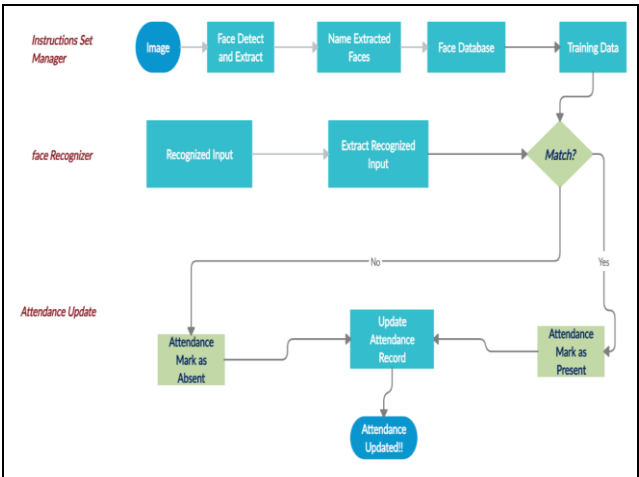 Instructions Set
Manager
Image
Face Detect
and Extract
Name Extracted
Faces
Face Database
Training Data
face Recognizer
Recognized Input
Extract Recognized
Input
Match?
No
Yes
Attendance Update
Attendance
Mark as
Absent
Update
Attendance
Record
Attendance
Mark as
Present
Attendance
Updated!!